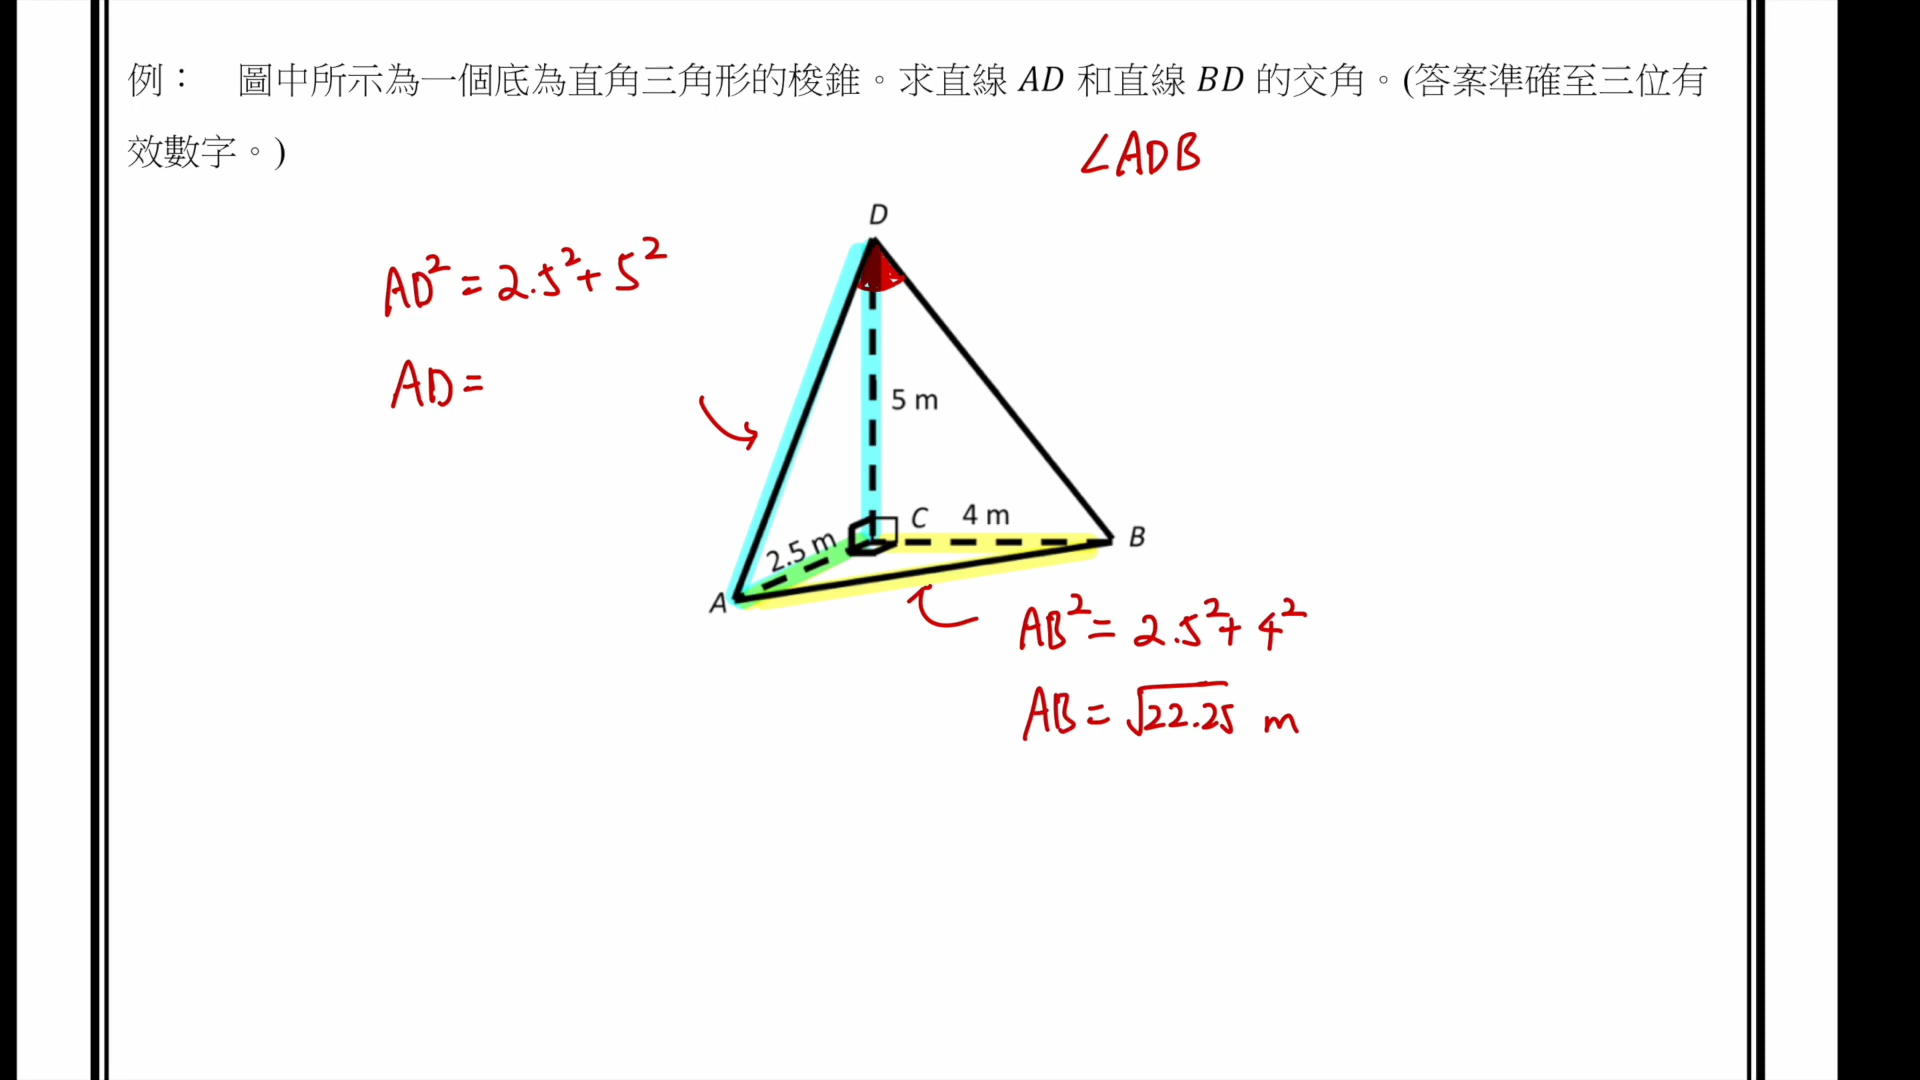 例： 圖中所示為一個底為直角三角形的梭錐。求直線 AD 和直線 BD 的交角。(答案準確至三位有
效數字。)
∠ADB
D
AD² = 2.5² + 5²
AD =
5 m
C 4 m
B
2.5 m
A
AB² = 2.5² + 4²
AB = √22.25 m